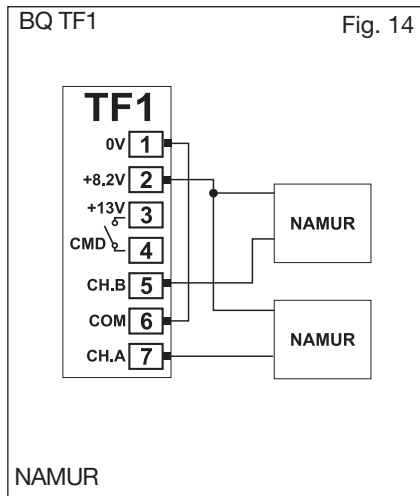 BQ TF1 Fig. 14
TF1
0V 1
+8.2V 2
+13V 3
CMD 4
CH.B 5
COM 6
CH.A 7
NAMUR
NAMUR
NAMUR